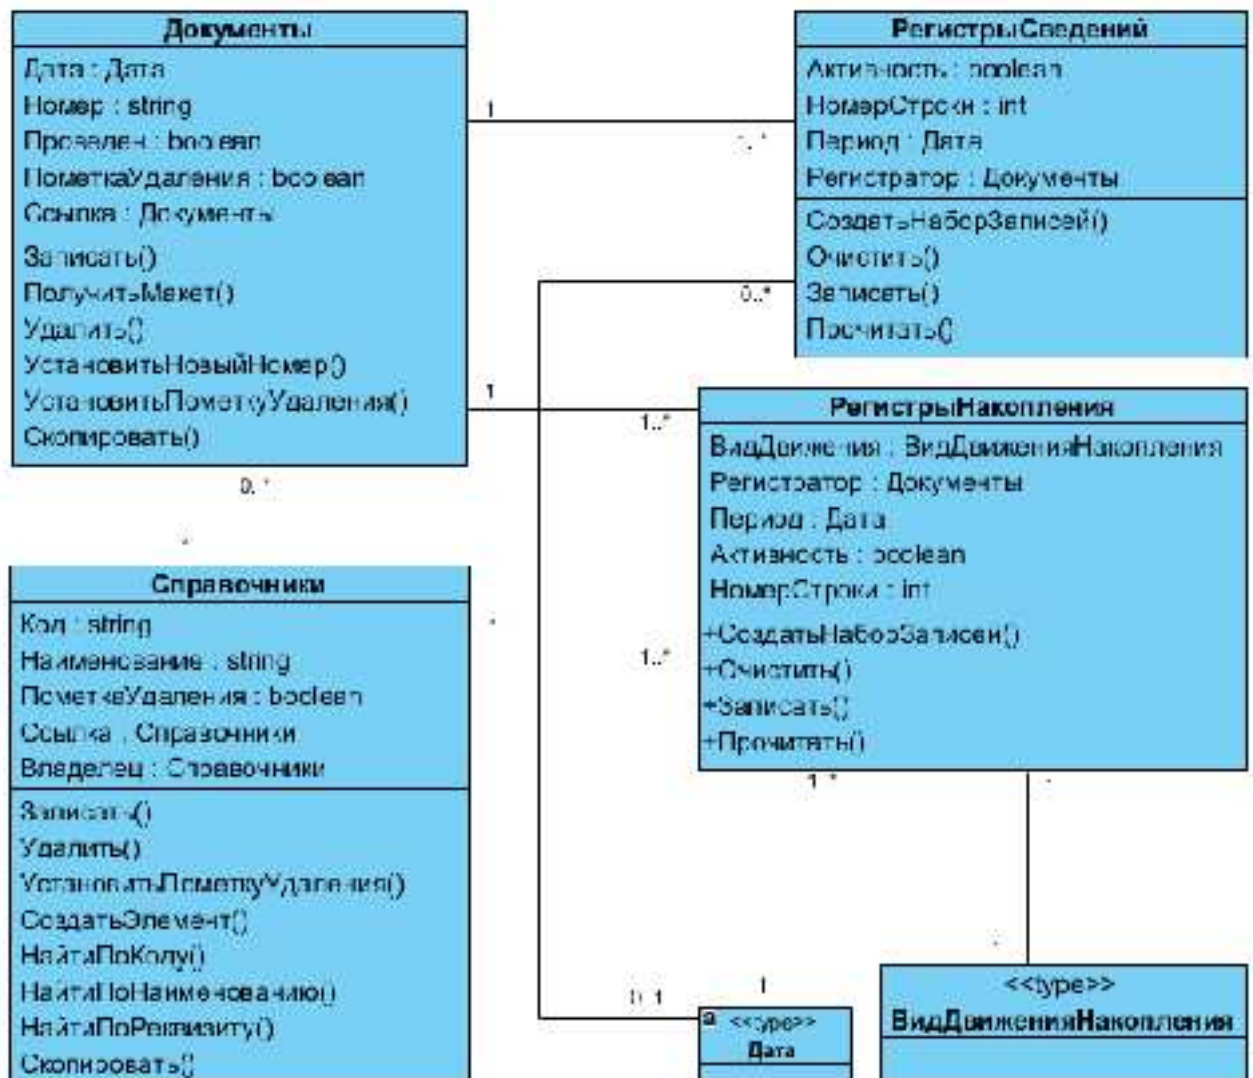 Документы
Дата : Дата
Номер : string
Проведен : boolean
ПометкаУдаления : boolean
Ссылка : Документы
Записать()
ПолучитьМакет()
Удалить()
УстановитьНовыйНомер()
УстановитьПометкуУдаления()
Скопировать()
РегистрыСведений
Активность : boolean
НомерСтроки : int
Период : Дата
Регистратор : Документы
СоздатьНаборЗаписей()
Очистить()
Записать()
Прочитать()
1
0..*
1
1..*
РегистрыНакопления
ВидДвижения : ВидДвиженияНакопления
Регистратор : Документы
Период : Дата
Активность : boolean
НомерСтроки : int
+СоздатьНаборЗаписей()
+Очистить()
+Записать()
+Прочитать()
0..*
Справочники
Код : string
Наименование : string
ПометкаУдаления : boolean
Ссылка : Справочники
Владелец : Справочники
Записать()
Удалить()
УстановитьПометкуУдаления()
СоздатьЭлемент()
НайтиПоКоду()
НайтиПоНаименованию()
НайтиПоРеквизиту()
Скопировать()
1..*
1..*
0..1
1
<<type>>
Дата
<<type>>
ВидДвиженияНакопления